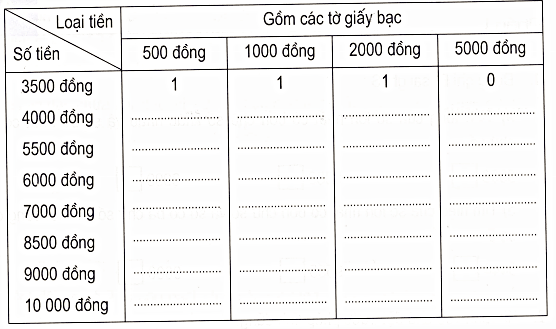 Loại tiền
Số tiền
Gồm các tờ giấy bạc
500 đồng 1000 đồng 2000 đồng 5000 đồng
3500 đồng 1 1 1 0
4000 đồng
5500 đồng
6000 đồng
7000 đồng
8500 đồng
9000 đồng
10 000 đồng